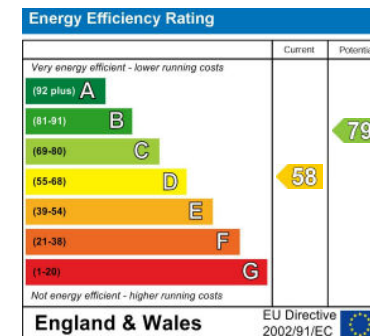 Energy Efficiency Rating
Current Potentia
Very energy efficient - lower running costs
(92 plus) A
(81-91) B
79
(69-80) C
(55-68) D
58
(39-54) E
(21-38) F
(1-20) G
Not energy efficient - higher running costs
England & Wales
EU Directive
2002/91/EC